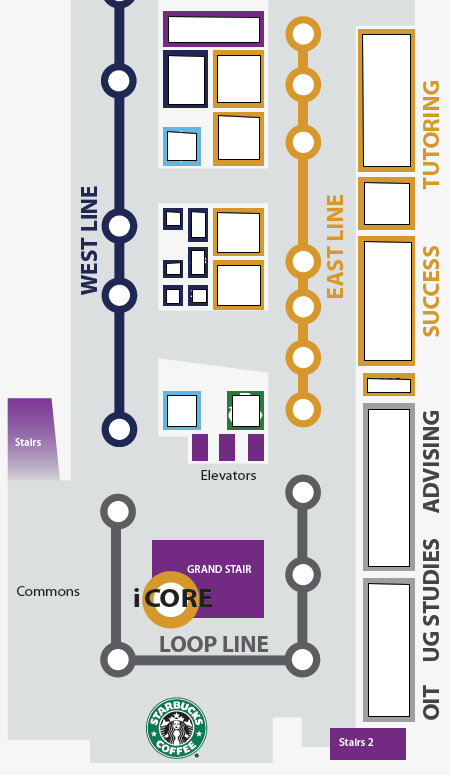 WEST LINE
EAST LINE
TUTORING
SUCCESS
Stairs
Elevators
ADVISING
Commons
GRAND STAIR
iCORE
UG STUDIES
LOOP LINE
OIT
STARBUCKS
COFFEE
Stairs 2